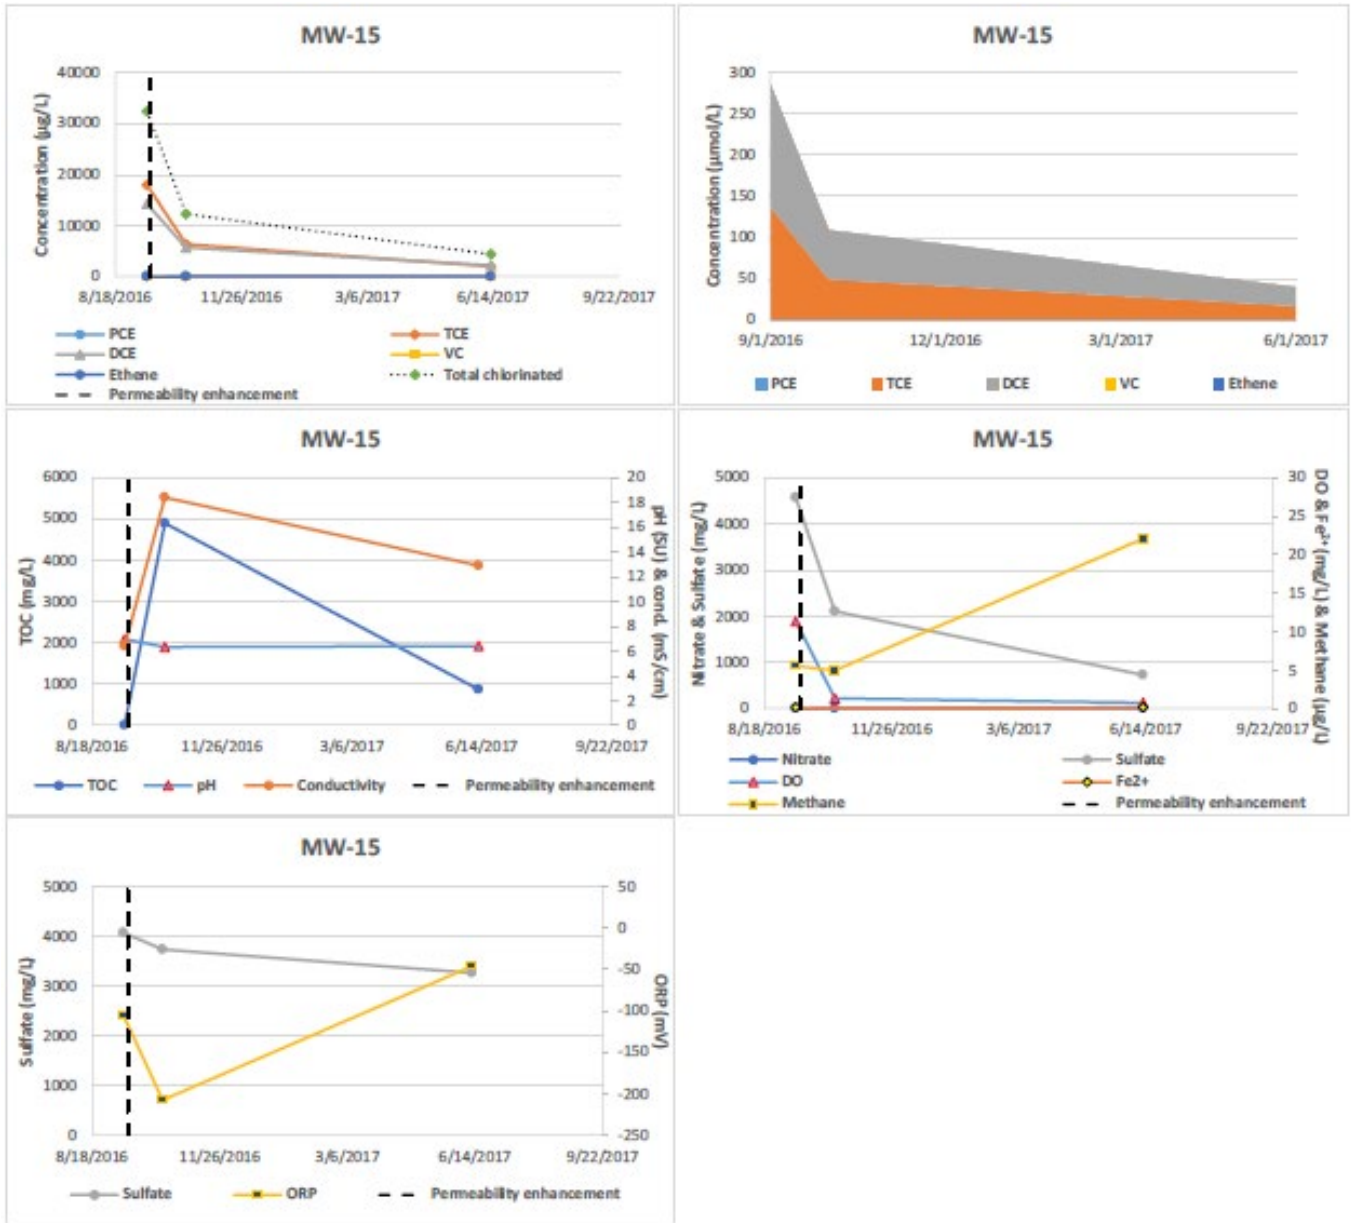 MW-15
40000
30000
20000
10000
0
Concentration (µg/L)
8/18/2016 11/26/2016 3/6/2017 6/14/2017 9/22/2017
PCE TCE
DCE VC
Ethene Total chlorinated
Permeability enhancement
MW-15
300
250
200
150
100
50
0
Concentration (µmol/L)
9/1/2016 12/1/2016 3/1/2017 6/1/2017
PCE TCE DCE VC Ethene
MW-15
6000
5000
4000
3000
2000
1000
0
TOC (mg/L)
20
18
16
14
12
10
8
6
4
2
0
pH (SU) & cond. (mS/cm)
8/18/2016 11/26/2016 3/6/2017 6/14/2017 9/22/2017
TOC pH Conductivity Permeability enhancement
MW-15
5000
4000
3000
2000
1000
0
Nitrate & Sulfate (mg/L)
30
25
20
15
10
5
0
DO & Fe²⁺ (mg/L) & Methane (µg/L)
8/18/2016 11/26/2016 3/6/2017 6/14/2017 9/22/2017
Nitrate Sulfate
DO Fe2+
Methane Permeability enhancement
MW-15
5000
4000
3000
2000
1000
0
Sulfate (mg/L)
50
0
-50
-100
-150
-200
-250
ORP (mV)
8/18/2016 11/26/2016 3/6/2017 6/14/2017 9/22/2017
Sulfate ORP Permeability enhancement